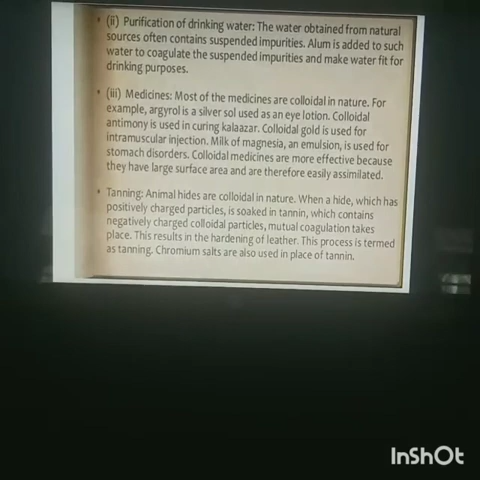 • (ii) Purification of drinking water: The water obtained from natural
sources often contains suspended impurities. Alum is added to such
water to coagulate the suspended impurities and make water fit for
drinking purposes.
• (iii) Medicines: Most of the medicines are colloidal in nature. For
example, argyrol is a silver sol used as an eye lotion. Colloidal
antimony is used in curing kalaazar. Colloidal gold is used for
intramuscular injection. Milk of magnesia, an emulsion, is used for
stomach disorders. Colloidal medicines are more effective because
they have large surface area and are therefore easily assimilated.
• Tanning: Animal hides are colloidal in nature. When a hide, which has
positively charged particles, is soaked in tannin, which contains
negatively charged colloidal particles, mutual coagulation takes
place. This results in the hardening of leather. This process is termed
as tanning. Chromium salts are also used in place of tannin.
InShOt